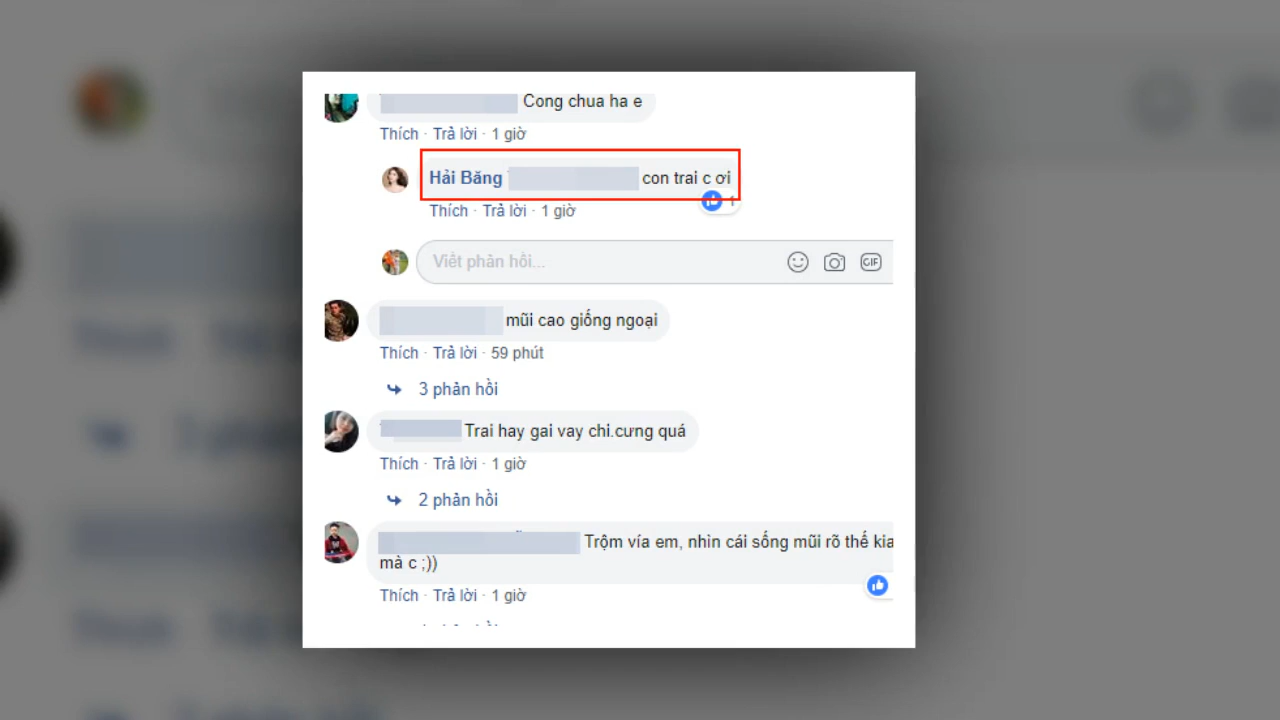 Cong chua ha e
Thích · Trả lời · 1 giờ
Hải Băng con trai c ơi
1
Thích · Trả lời · 1 giờ
Viết phản hồi...
GIF
mũi cao giống ngoại
Thích · Trả lời · 59 phút
3 phản hồi
Trai hay gai vay chi.cưng quá
Thích · Trả lời · 1 giờ
2 phản hồi
Trộm vía em, nhìn cái sống mũi rõ thế kia
mà c ;))
Thích · Trả lời · 1 giờ